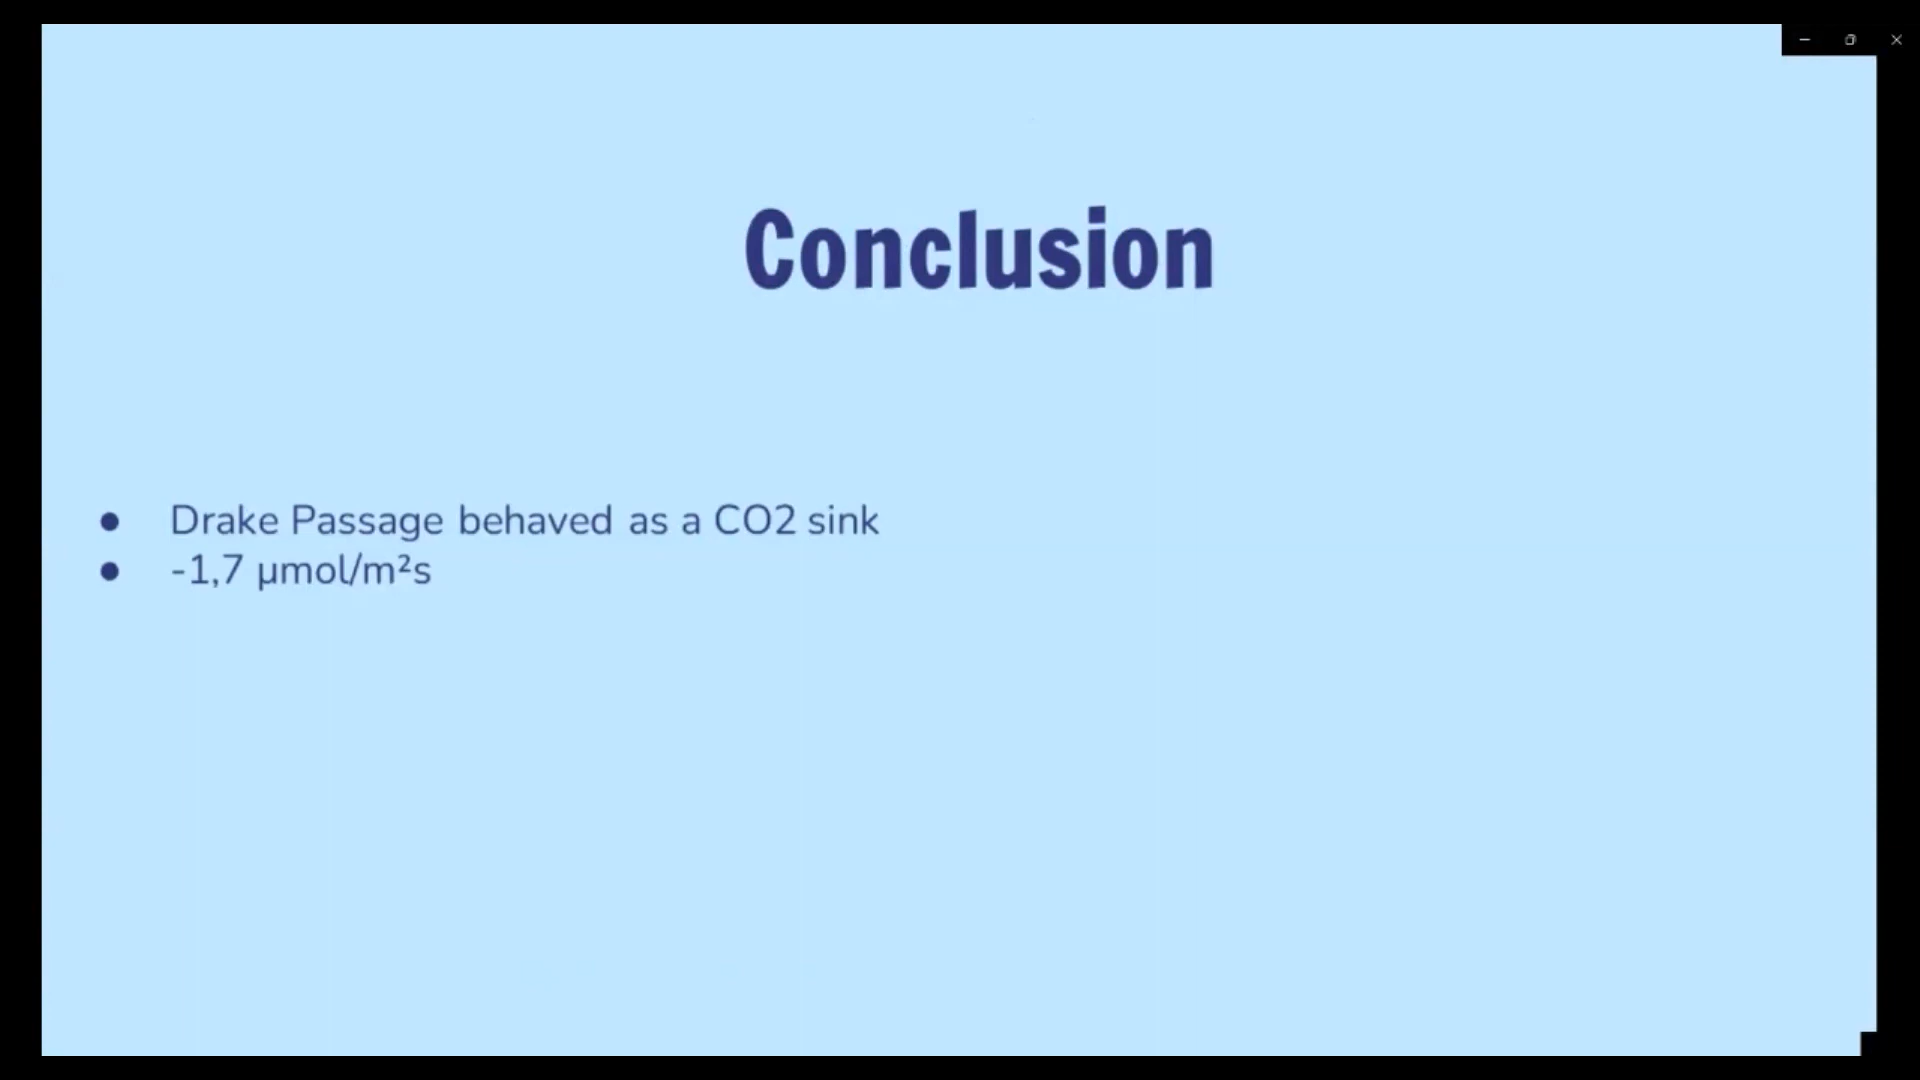 Conclusion
● Drake Passage behaved as a CO2 sink
● -1,7 µmol/m²s